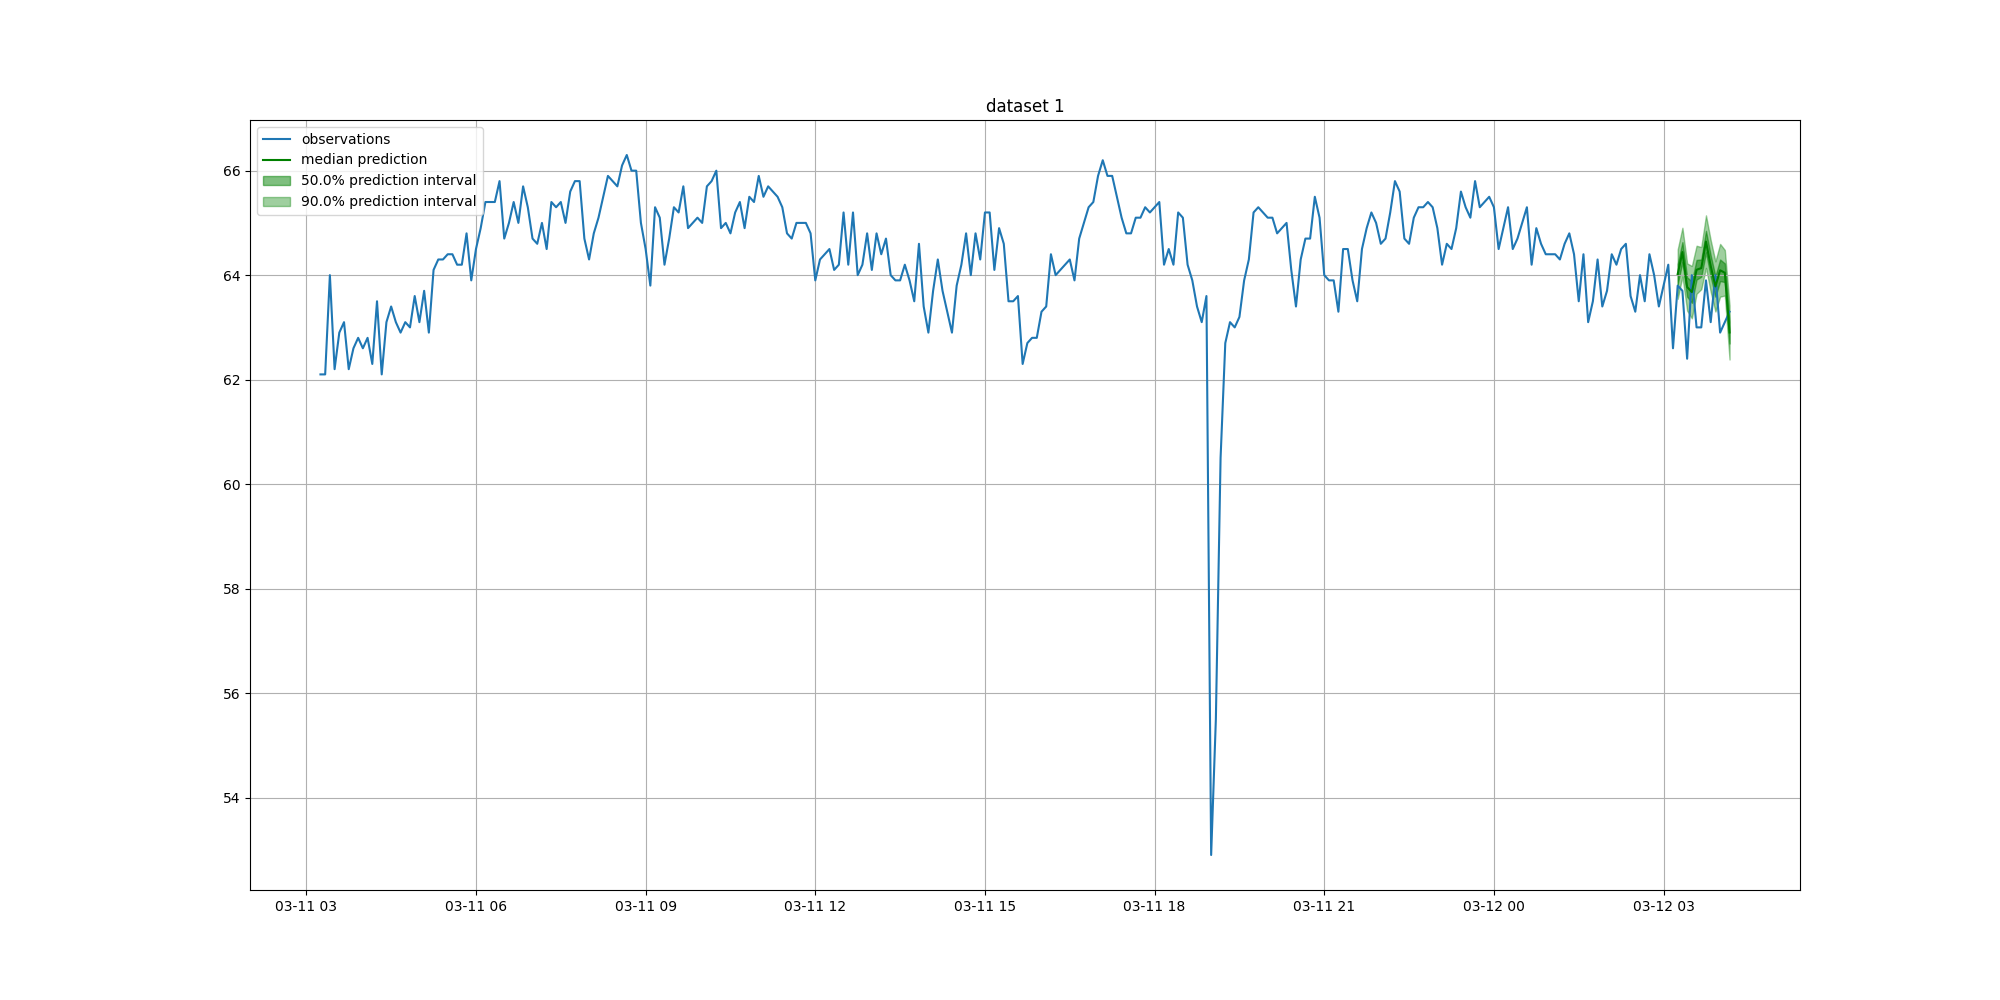 dataset 1
observations
median prediction
50.0% prediction interval
90.0% prediction interval
66
64
62
60
58
56
54
03-11 03 03-11 06 03-11 09 03-11 12 03-11 15 03-11 18 03-11 21 03-12 00 03-12 03